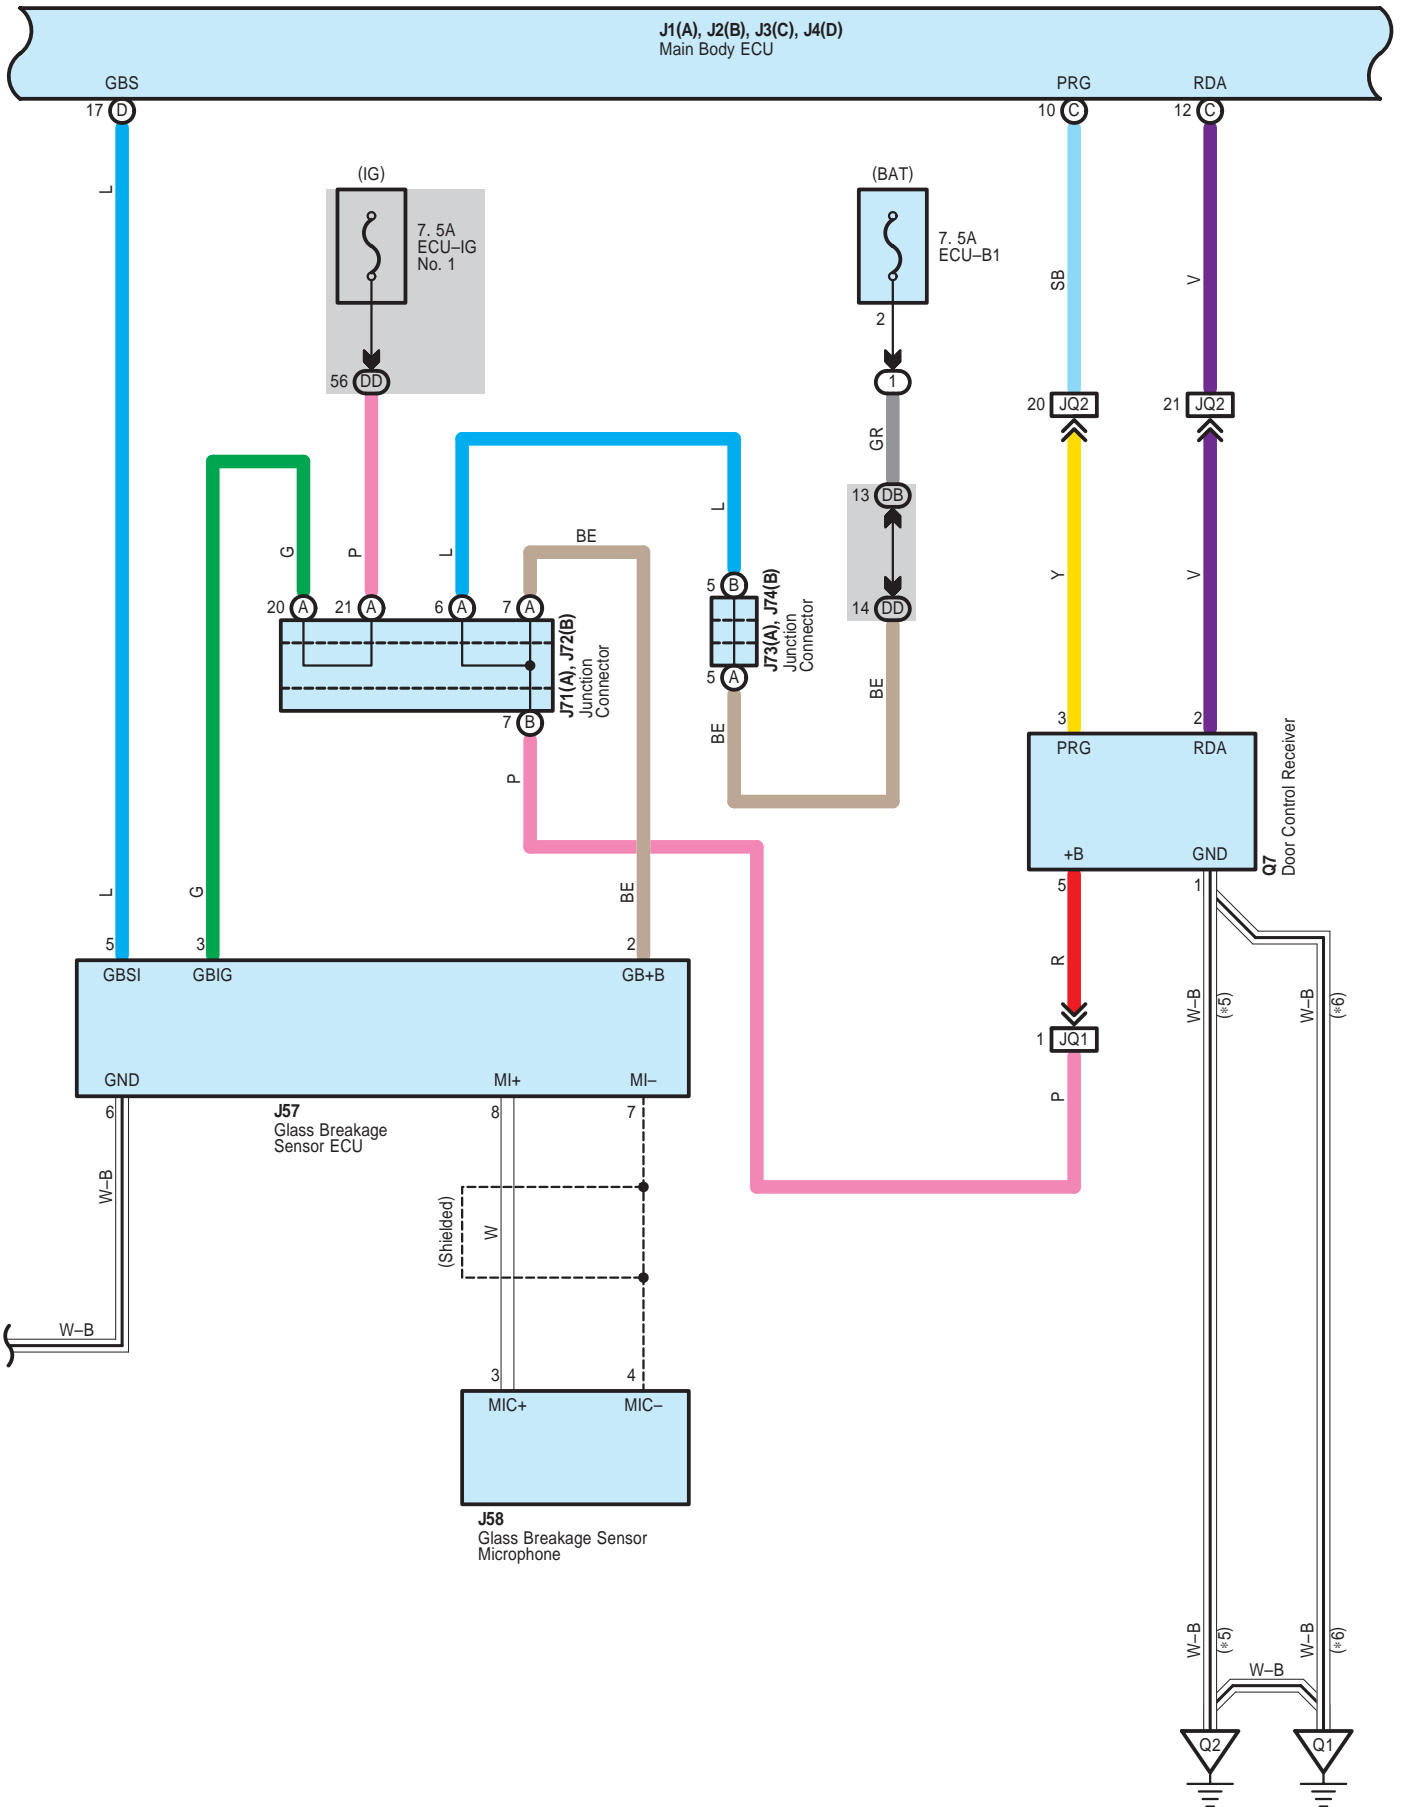 J1(A), J2(B), J3(C), J4(D)
Main Body ECU
GBS
PRG
RDA
17 D
10 C
12 C
L
(IG)
7. 5A
ECU–IG
No. 1
56 DD
(BAT)
7. 5A
ECU–B1
2
1
SB
V
20 JQ2
21 JQ2
GR
13 DB
14 DD
G
P
L
BE
L
Y
V
20 A
21 A
6 A
7 A
5 B
J71(A), J72(B)
Junction
Connector
J73(A), J74(B)
Junction
Connector
5 A
7 B
P
BE
BE
3
2
PRG
RDA
+B
GND
Q7
Door Control Receiver
5
1
L
G
BE
5
3
2
GBSI
GBIG
GB+B
R
W–B
(*5)
W–B
(*6)
1 JQ1
P
GND
MI+
MI–
6
8
7
J57
Glass Breakage
Sensor ECU
W–B
(Shielded)
W
W–B
3
4
MIC+
MIC–
J58
Glass Breakage Sensor
Microphone
W–B
(*5)
W–B
(*6)
W–B
Q2
Q1